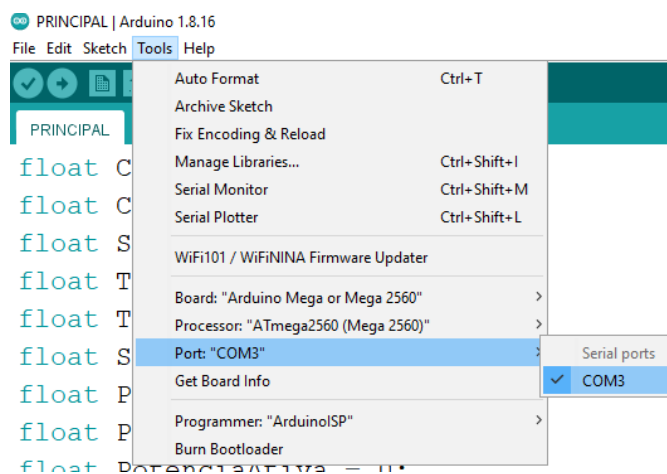 PRINCIPAL | Arduino 1.8.16
File Edit Sketch Tools Help
Auto Format Ctrl+T
Archive Sketch
PRINCIPAL
Fix Encoding & Reload
float C
Manage Libraries... Ctrl+Shift+I
Serial Monitor Ctrl+Shift+M
float C
Serial Plotter Ctrl+Shift+L
float S
WiFi101 / WiFiNINA Firmware Updater
float T
Board: "Arduino Mega or Mega 2560"
float T
Processor: "ATmega2560 (Mega 2560)"
float S
Port: "COM3" Serial ports
Get Board Info COM3
float P
Programmer: "ArduinoISP"
float P
Burn Bootloader
float PotenciaAtiva = 0;